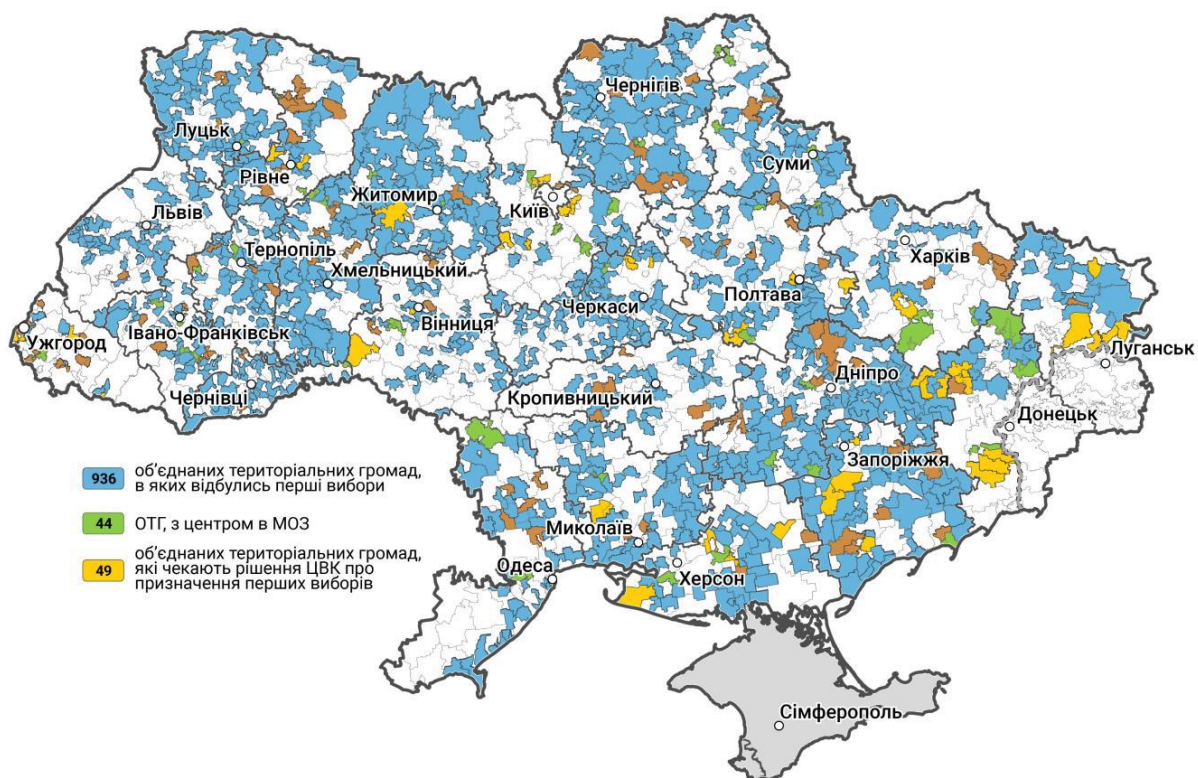 Чернігів
Луцьк
Рівне
Суми
Житомир
Київ
Львів
Тернопіль
Харків
Хмельницький
Полтава
Черкаси
Вінниця
Івано-Франківськ
Ужгород
Луганськ
Дніпро
Чернівці
Кропивницький
Донецьк
Запоріжжя
936
об’єднаних територіальних громад,
в яких відбулись перші вибори
44
ОТГ, з центром в МОЗ
49
об’єднаних територіальних громад,
які чекають рішення ЦВК про
призначення перших виборів
Миколаїв
Одеса
Херсон
Сімферополь